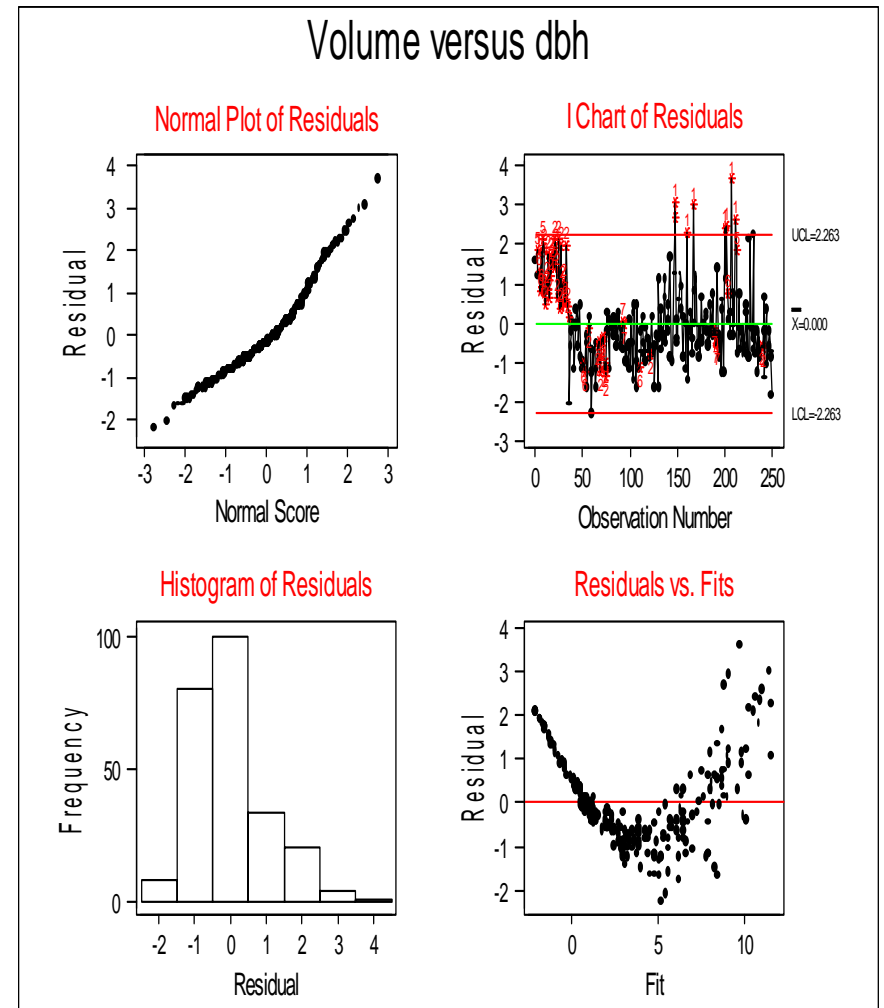 Volume versus dbh
Normal Plot of Residuals
4
3
2
1
0
-1
-2
Residual
-3 -2 -1 0 1 2 3
Normal Score
I Chart of Residuals
4
3
2
1
0
-1
-2
-3
Residual
0 50 100 150 200 250
Observation Number
UCL=2.263
X=0.000
LCL=-2.263
Histogram of Residuals
100
50
0
Frequency
-2 -1 0 1 2 3 4
Residual
Residuals vs. Fits
4
3
2
1
0
-1
-2
Residual
0 5 10
Fit